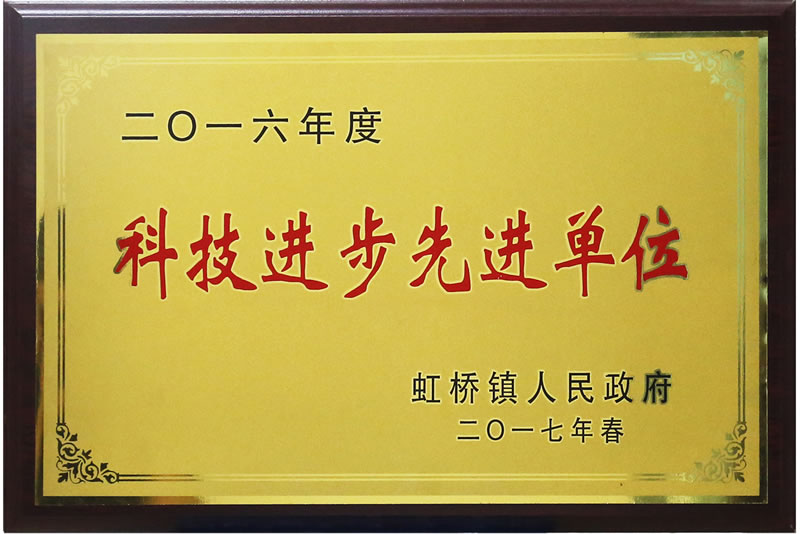 二〇一六年度
科技进步先进单位
虹桥镇人民政府
二〇一七年春